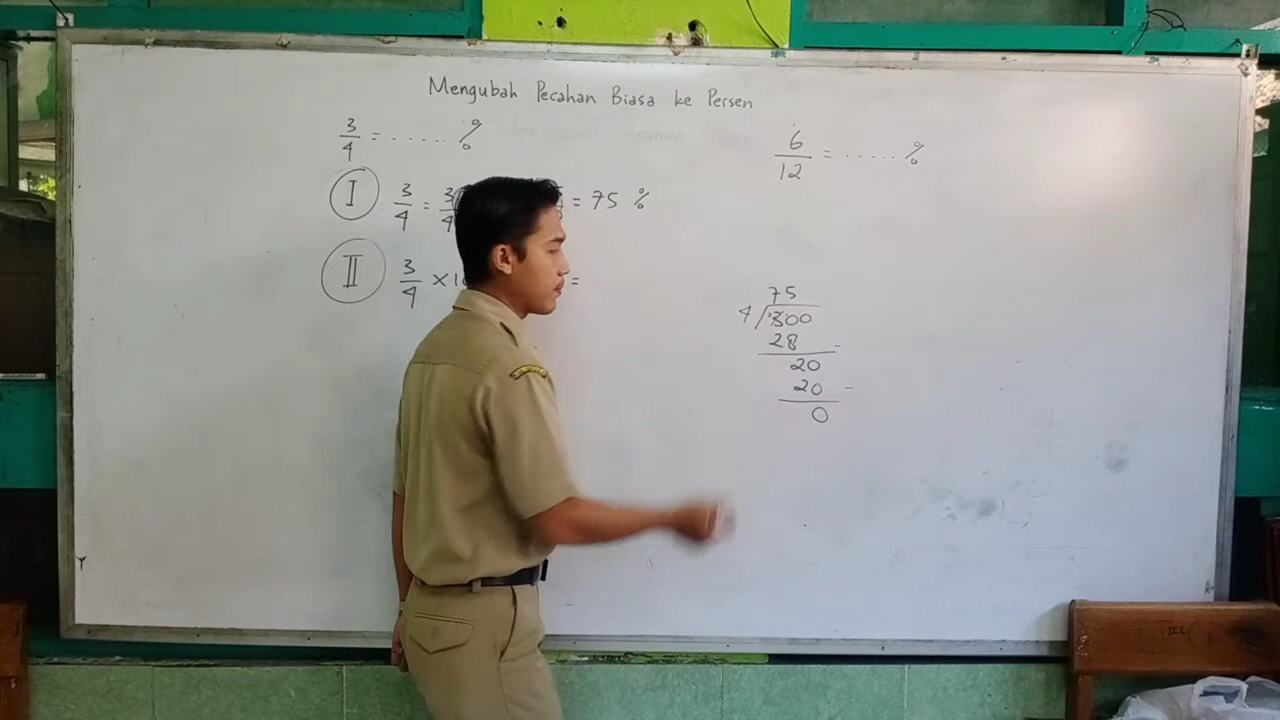 Mengubah Pecahan Biasa ke Persen
3/4 = ..... %
I 3/4 = 3/4 = 75 %
II 3/4 × 1 =
6/12 = ..... %
75
4 / 300
28 -
20
20 -
0